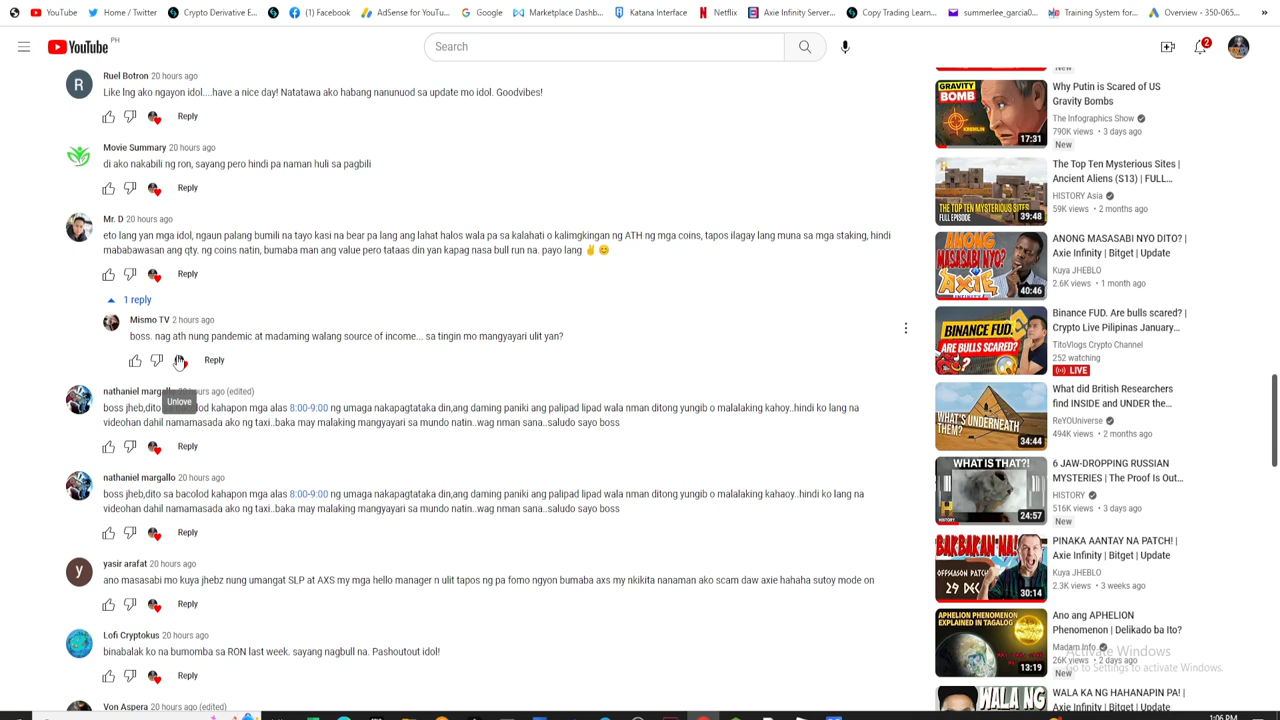 YouTube
Home / Twitter
Crypto Derivative E...
(1) Facebook
AdSense for YouTu...
Google
Marketplace Dashb...
Katana Interface
Netflix
Axie Infinity Server...
Copy Trading Learn...
summerlee_garcia0...
Training System for...
Overview - 350-065...
»
YouTube PH
Search
2
Ruel Botron 20 hours ago
Like lng ako ngayon idol....have a nice day! Natatawa ako habang nanunuod sa update mo idol. Goodvibes!
Reply
Movie Summary 20 hours ago
di ako nakabili ng ron, sayang pero hindi pa naman huli sa pagbili
Reply
Mr. D 20 hours ago
eto lang yan mga idol, ngaun palang bumili na tayo, nasa bear pa lang ang lahat halos wala pa sa kalahati o kalimgkingan ng ATH ng mga coins, tapos ilagay lang muna sa mga staking, hindi
mababawasan ang qty. ng coins natin, bumaba man ang value pero tataas din yan kapag nasa bull run na. payo lang ✌😊
Reply
1 reply
Mismo TV 2 hours ago
boss. nag ath nung pandemic at madaming walang source of income... sa tingin mo mangyayari ulit yan?
Reply
Unlove
nathaniel margallo 20 hours ago (edited)
boss jheb,dito sa bacolod kahapon mga alas 8:00-9:00 ng umaga nakapagtataka din,ang daming paniki ang palipad lipad wala nman ditong yungib o malalaking kahoy..hindi ko lang na
videohan dahil namamasada ako ng taxi..baka may malaking mangyayari sa mundo natin..wag nman sana..saludo sayo boss
Reply
nathaniel margallo 20 hours ago
boss jheb,dito sa bacolod kahapon mga alas 8:00-9:00 ng umaga nakapagtataka din,ang daming paniki ang palipad lipad wala nman ditong yungib o malalaking kahaoy..hindi ko lang na
videohan dahil namamasada ako ng taxi..baka may malaking mangyayari sa mundo natin..wag nman sana..saludo sayo boss
Reply
yasir arafat 20 hours ago
ano masasabi mo kuya jhebz nung umangat SLP at AXS my mga hello manager n ulit tapos ng pa fomo ngyon bumaba axs my nkikita nanaman ako scam daw axie hahaha sutoy mode on
Reply
Lofi Cryptokus 20 hours ago
binabalak ko na bumomba sa RON last week. sayang nagbull na. Pashoutout idol!
Reply
Von Aspera 20 hours ago (edited)
New
GRAVITY
BOMB
KREMLIN
17:31
Why Putin is Scared of US
Gravity Bombs
The Infographics Show
790K views • 3 days ago
New
THE TOP TEN MYSTERIOUS SITES
FULL EPISODE
39:48
The Top Ten Mysterious Sites |
Ancient Aliens (S13) | FULL...
HISTORY Asia
59K views • 2 months ago
ANONG
MASASABI
NYO?
AXIE
INFINITY
40:46
ANONG MASASABI NYO DITO? |
Axie Infinity | Bitget | Update
Kuya JHEBLO
2.6K views • 1 month ago
BINANCE FUD.
ARE BULLS SCARED?
Binance FUD. Are bulls scared? |
Crypto Live Pilipinas January...
TitoVlogs Crypto Channel
252 watching
LIVE
WHAT'S UNDERNEATH
THEM?
34:44
What did British Researchers
find INSIDE and UNDER the...
ReYOUniverse
494K views • 2 months ago
WHAT IS THAT?!
H
HISTORY
24:57
6 JAW-DROPPING RUSSIAN
MYSTERIES | The Proof Is Out...
HISTORY
516K views • 3 days ago
New
BAKBAKAN NA!
OFFSEASON PATCH
29 DEC
30:14
PINAKA AANTAY NA PATCH! |
Axie Infinity | Bitget | Update
Kuya JHEBLO
2.3K views • 3 weeks ago
APHELION PHENOMENON
EXPLAINED IN TAGALOG
13:19
Ano ang APHELION
Phenomenon | Delikado ba Ito?
Madam Info
26K views • 2 days ago
New
Activate Windows
Go to Settings to activate Windows.
WALA NG
WALA KA NG HAHANAPIN PA! |
Axie Infinity | Bitget | Update
1:06 PM